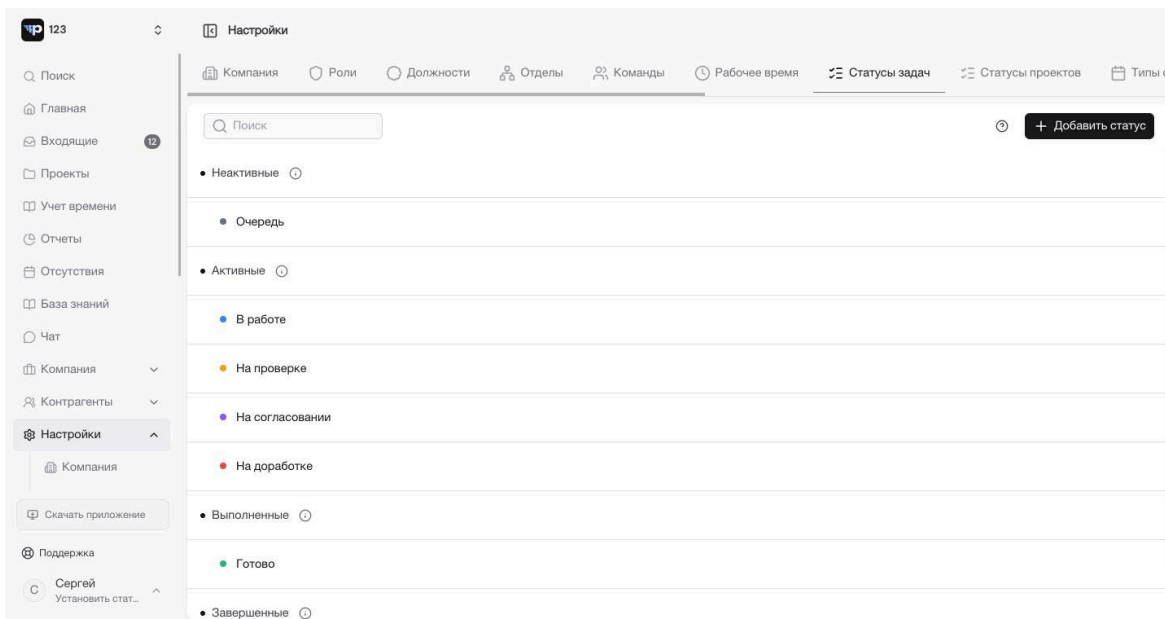 123
Поиск
Главная
Входящие 12
Проекты
Учет времени
Отчеты
Отсутствия
База знаний
Чат
Компания
Контрагенты
Настройки
Компания
Скачать приложение
Поддержка
С Сергей
Установить стат...
Настройки
Компания Роли Должности Отделы Команды Рабочее время Статусы задач Статусы проектов Типы
Поиск
+ Добавить статус
Неактивные
Очередь
Активные
В работе
На проверке
На согласовании
На доработке
Выполненные
Готово
Завершенные